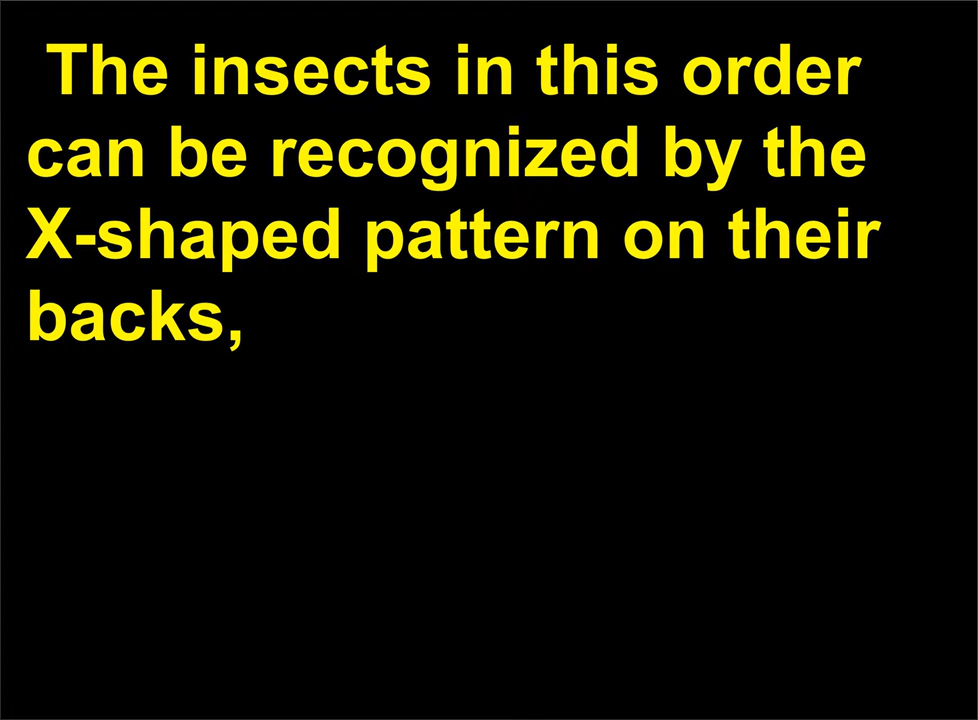 The insects in this order
can be recognized by the
X-shaped pattern on their
backs,